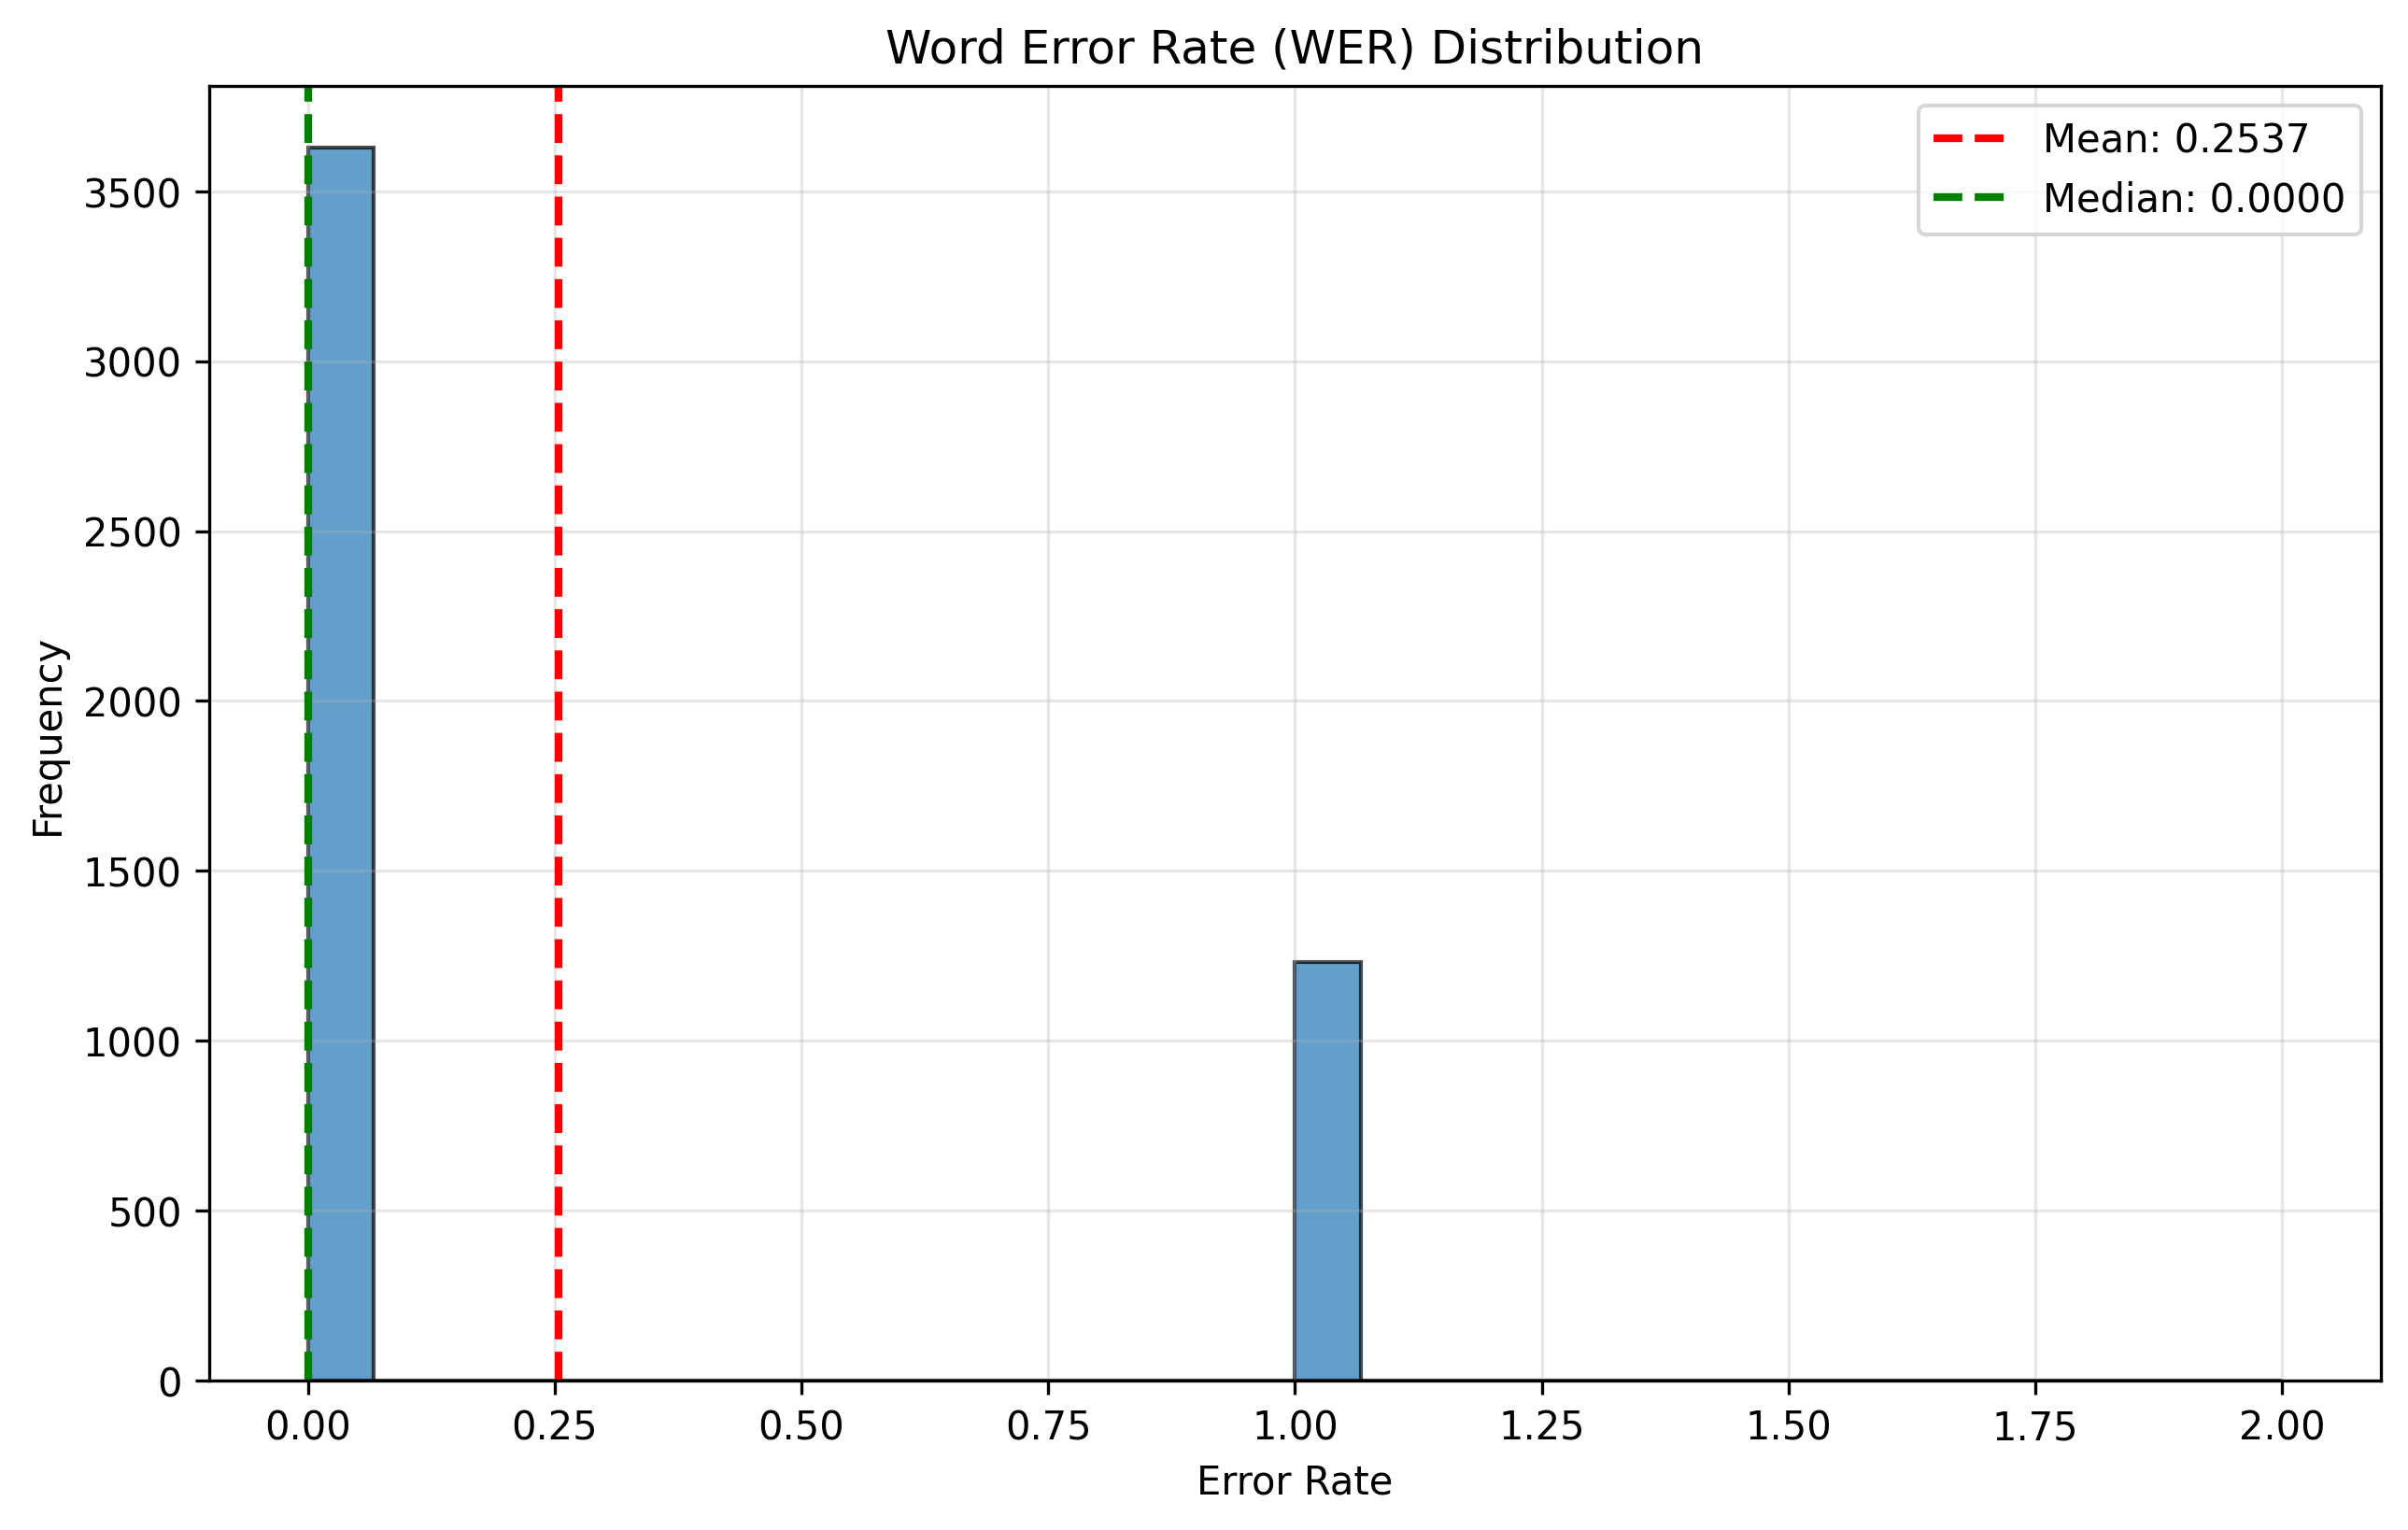 Word Error Rate (WER) Distribution
Mean: 0.2537
Median: 0.0000
3500
3000
2500
2000
1500
1000
500
0
Frequency
0.00 0.25 0.50 0.75 1.00 1.25 1.50 1.75 2.00
Error Rate